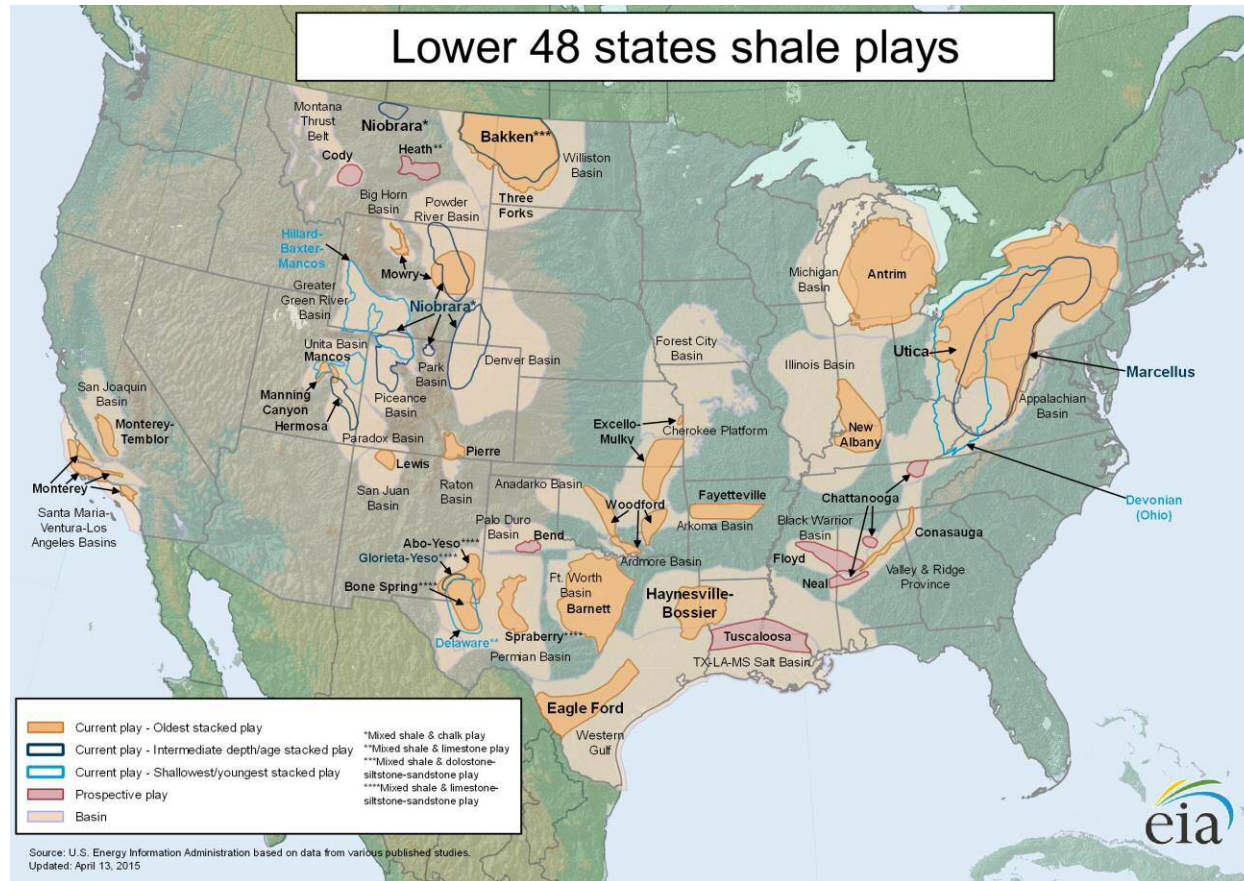 Lower 48 states shale plays
Montana
Thrust
Belt
Niobrara*
Bakken***
Cody
Heath**
Williston
Basin
Big Horn
Basin
Powder
River Basin
Three
Forks
Hillard-
Baxter-
Mancos
Mowry
Michigan
Basin
Antrim
Greater
Green River
Basin
Niobrara*
Forest City
Basin
Unita Basin
Mancos
Park
Basin
Denver Basin
Illinois Basin
Utica
Marcellus
San Joaquin
Basin
Manning
Canyon
Hermosa
Piceance
Basin
Appalachian
Basin
Monterey-
Temblor
Paradox Basin
Excello-
Mulky
Cherokee Platform
New
Albany
Pierre
Lewis
Monterey
San Juan
Basin
Raton
Basin
Anadarko Basin
Woodford
Fayetteville
Chattanooga
Devonian
(Ohio)
Santa Maria-
Ventura-Los
Angeles Basins
Palo Duro
Basin
Bend
Arkoma Basin
Black Warrior
Basin
Conasauga
Abo-Yeso****
Glorieta-Yeso****
Ardmore Basin
Floyd
Neal
Valley & Ridge
Province
Bone Spring****
Ft. Worth
Basin
Barnett
Haynesville-
Bossier
Delaware**
Spraberry****
Tuscaloosa
Permian Basin
TX-LA-MS Salt Basin
Eagle Ford
Western
Gulf
Current play - Oldest stacked play
Current play - Intermediate depth/age stacked play
Current play - Shallowest/youngest stacked play
Prospective play
Basin
*Mixed shale & chalk play
**Mixed shale & limestone play
***Mixed shale & dolostone-
siltstone-sandstone play
****Mixed shale & limestone-
siltstone-sandstone play
Source: U.S. Energy Information Administration based on data from various published studies.
Updated: April 13, 2015
eia